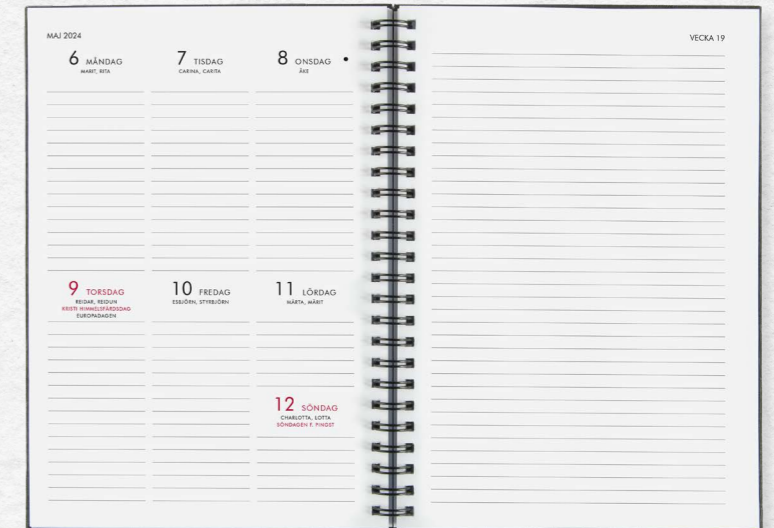 MAJ 2024
6 MÅNDAG
MARIT, RITA
7 TISDAG
CARINA, CARITA
8 ONSDAG
ÅKE
9 TORSDAG
REIDAR, REIDUN
KRISTI HIMMELSFÄRDSDAG
EUROPADAGEN
10 FREDAG
ESBJÖRN, STYRBJÖRN
11 LÖRDAG
MÄRTA, MÄRIT
12 SÖNDAG
CHARLOTTA, LOTTA
SÖNDAGEN F. PINGST
VECKA 19